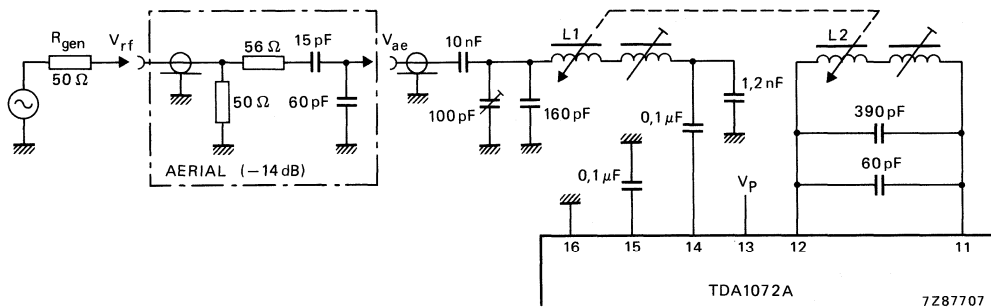 R_gen
50 Ω
V_rf
56 Ω
15 pF
50 Ω
60 pF
AERIAL (−14 dB)
V_ae
10 nF
100 pF
160 pF
L1
0,1 μF
0,1 μF
1,2 nF
V_P
L2
390 pF
60 pF
16
15
14
13
12
11
TDA1072A
7Z87707